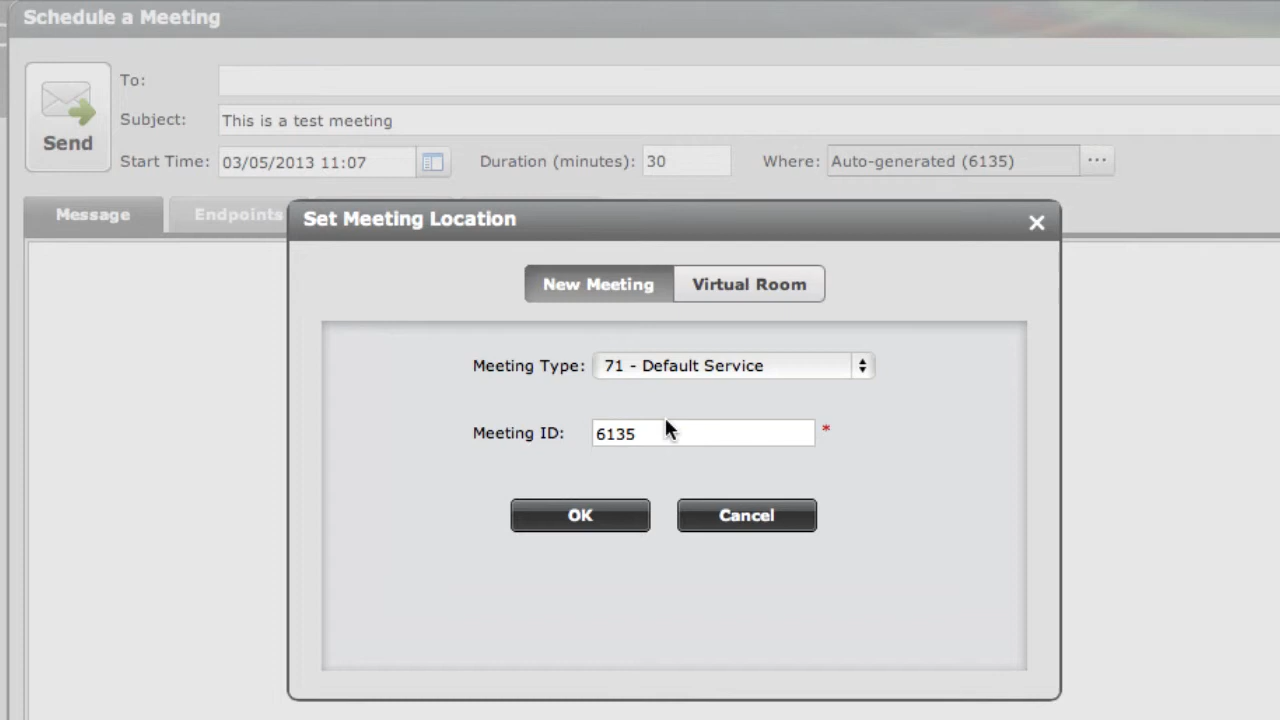 Schedule a Meeting
To:
Send
Subject: This is a test meeting
Start Time: 03/05/2013 11:07 Duration (minutes): 30 Where: Auto-generated (6135) ...
Message Endpoints
Set Meeting Location
New Meeting Virtual Room
Meeting Type: 71 - Default Service
Meeting ID: 6135 *
OK Cancel